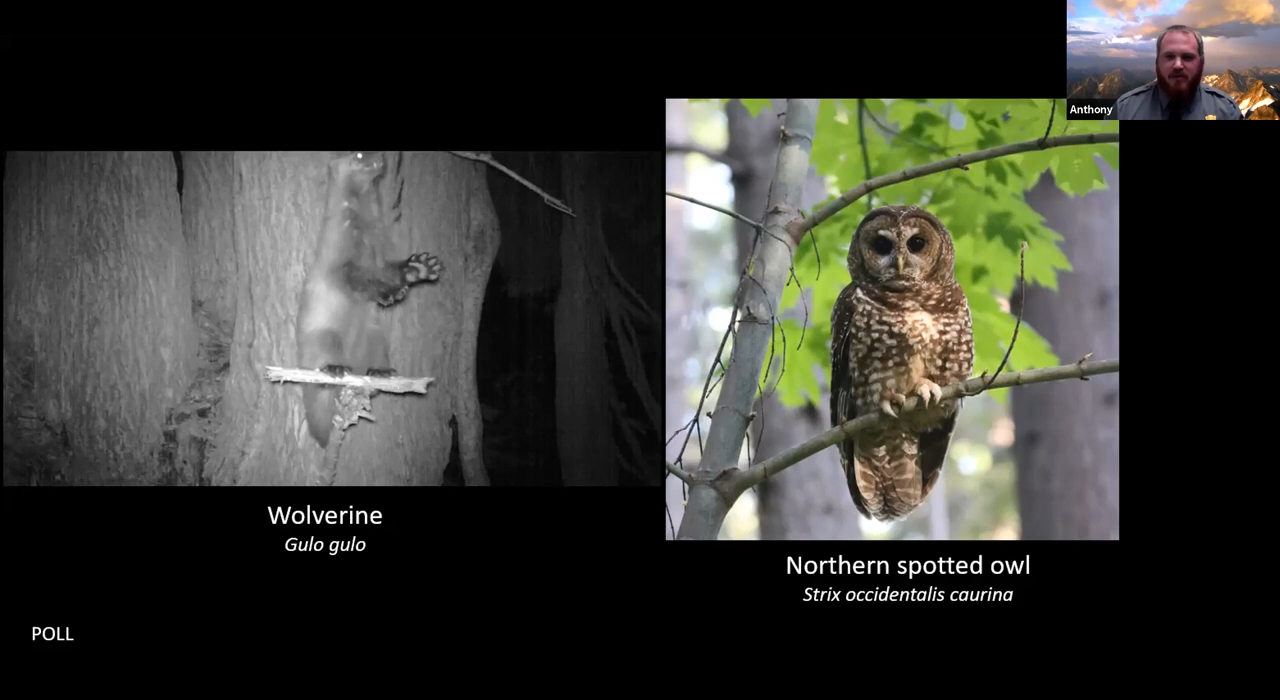 Anthony
Wolverine
Gulo gulo
Northern spotted owl
Strix occidentalis caurina
POLL